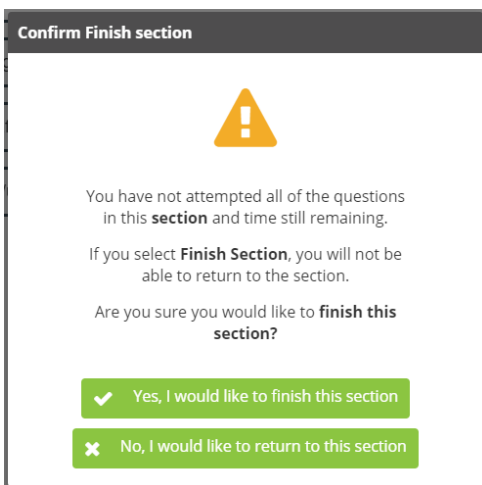 Confirm Finish section
You have not attempted all of the questions
in this section and time still remaining.
If you select Finish Section, you will not be
able to return to the section.
Are you sure you would like to finish this
section?
Yes, I would like to finish this section
No, I would like to return to this section